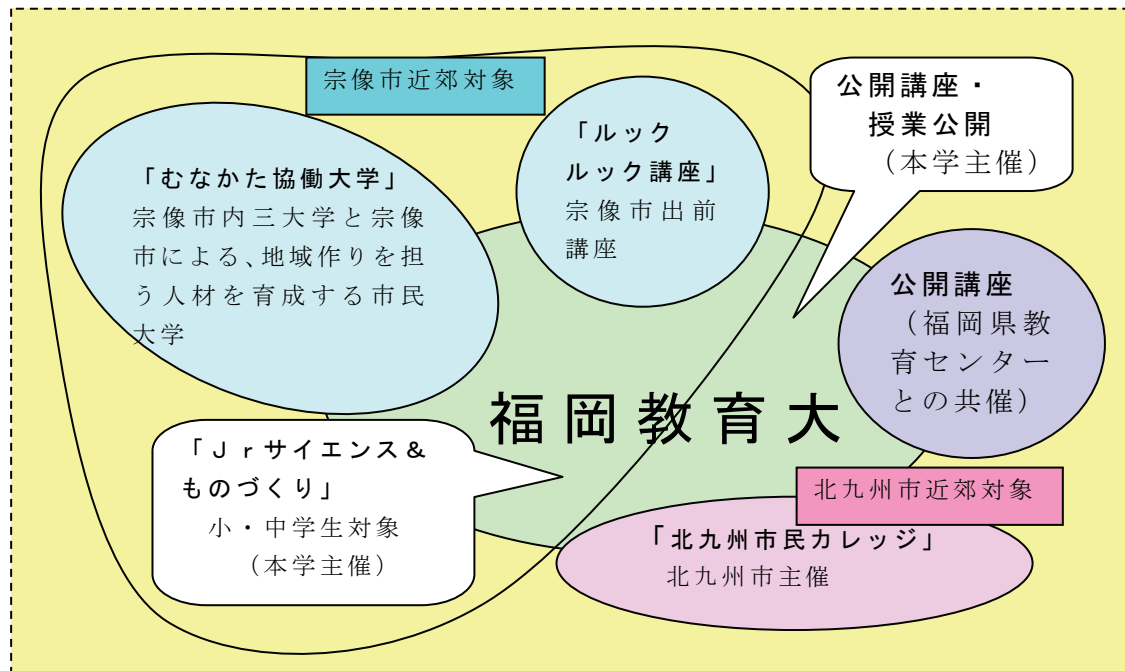 宗像市近郊対象
「むなかた協働大学」
宗像市内三大学と宗像
市による、地域作りを担
う人材を育成する市民
大学
「ルック
ルック講座」
宗像市出前
講座
公開講座・
授業公開
（本学主催）
公開講座
（福岡県教
育センター
との共催）
福岡教育大
「Ｊｒサイエンス＆
ものづくり」
小・中学生対象
（本学主催）
北九州市近郊対象
「北九州市民カレッジ」
北九州市主催